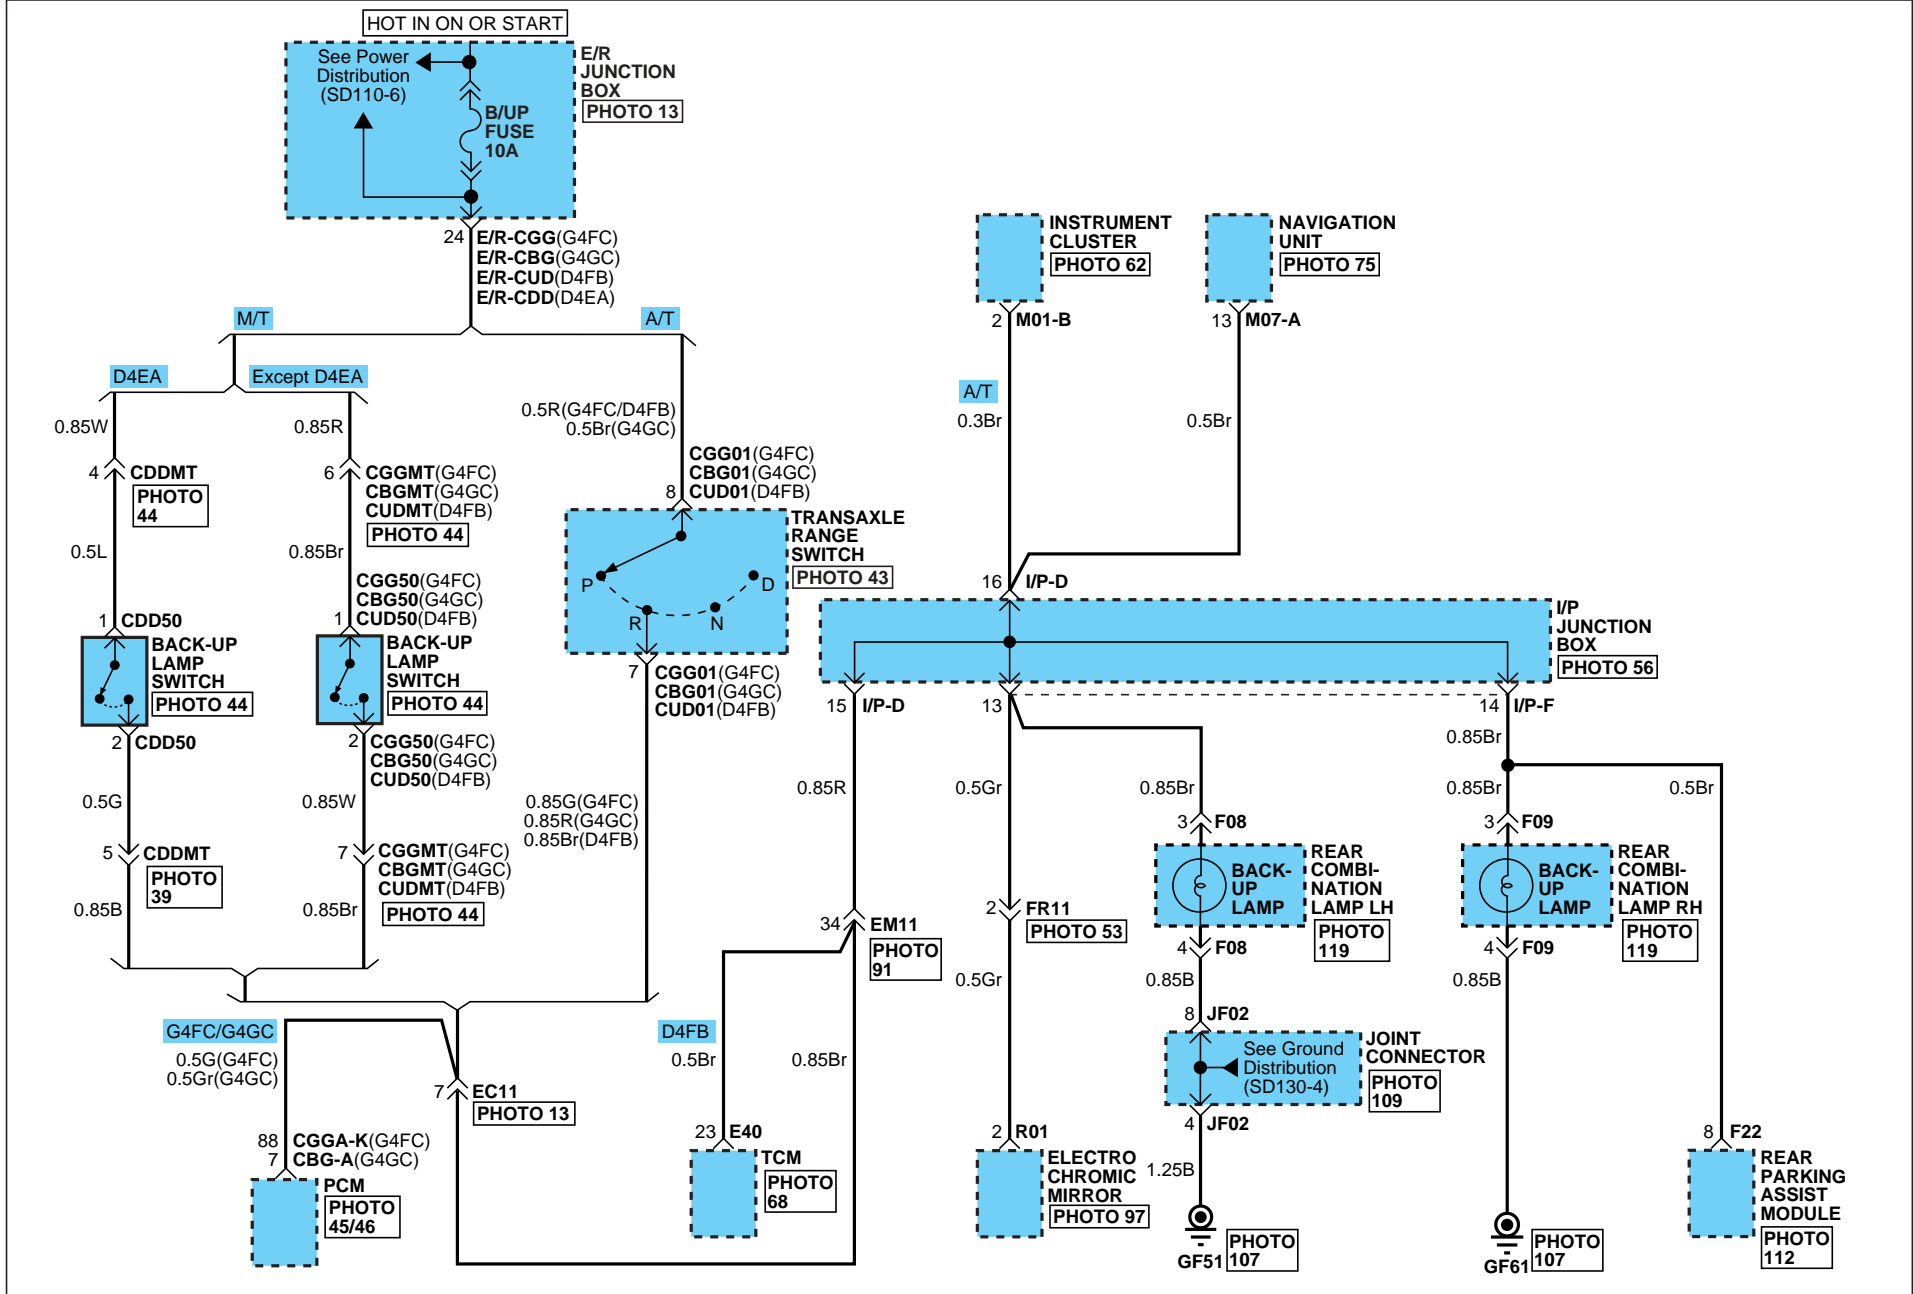 HOT IN ON OR START
See Power
Distribution
(SD110-6)
B/UP
FUSE
10A
E/R
JUNCTION
BOX
PHOTO 13
24
E/R-CGG(G4FC)
E/R-CBG(G4GC)
E/R-CUD(D4FB)
E/R-CDD(D4EA)
M/T
A/T
D4EA
Except D4EA
0.85W
0.85R
0.5R(G4FC/D4FB)
0.5Br(G4GC)
4
CDDMT
PHOTO
44
6
CGGMT(G4FC)
CBGMT(G4GC)
CUDMT(D4FB)
PHOTO 44
CGG01(G4FC)
CBG01(G4GC)
8
CUD01(D4FB)
0.5L
0.85Br
CGG50(G4FC)
CBG50(G4GC)
1
CUD50(D4FB)
1
CDD50
BACK-UP
LAMP
SWITCH
PHOTO 44
BACK-UP
LAMP
SWITCH
PHOTO 44
TRANSAXLE
RANGE
SWITCH
PHOTO 43
P
R
N
D
2
CDD50
2
CGG50(G4FC)
CBG50(G4GC)
CUD50(D4FB)
7
CGG01(G4FC)
CBG01(G4GC)
CUD01(D4FB)
0.5G
0.85W
0.85G(G4FC)
0.85R(G4GC)
0.85Br(D4FB)
5
CDDMT
PHOTO
39
7
CGGMT(G4FC)
CBGMT(G4GC)
CUDMT(D4FB)
PHOTO 44
0.85B
0.85Br
G4FC/G4GC
0.5G(G4FC)
0.5Gr(G4GC)
7
EC11
PHOTO 13
88
CGGA-K(G4FC)
7
CBG-A(G4GC)
PCM
PHOTO
45/46
INSTRUMENT
CLUSTER
PHOTO 62
NAVIGATION
UNIT
PHOTO 75
2
M01-B
13
M07-A
A/T
0.3Br
0.5Br
16
I/P-D
I/P
JUNCTION
BOX
PHOTO 56
15
I/P-D
13
14
I/P-F
0.85Br
0.85R
0.5Gr
0.85Br
0.85Br
0.5Br
3
F08
3
F09
BACK-
UP
LAMP
REAR
COMBI-
NATION
LAMP LH
PHOTO
119
BACK-
UP
LAMP
REAR
COMBI-
NATION
LAMP RH
PHOTO
119
2
FR11
PHOTO 53
34
EM11
PHOTO
91
4
F08
4
F09
0.5Gr
0.85B
0.85B
8
JF02
D4FB
0.5Br
0.85Br
See Ground
Distribution
(SD130-4)
JOINT
CONNECTOR
PHOTO
109
4
JF02
23
E40
TCM
PHOTO
68
2
R01
ELECTRO
CHROMIC
MIRROR
PHOTO 97
1.25B
GF51
PHOTO
107
GF61
PHOTO
107
8
F22
REAR
PARKING
ASSIST
MODULE
PHOTO
112